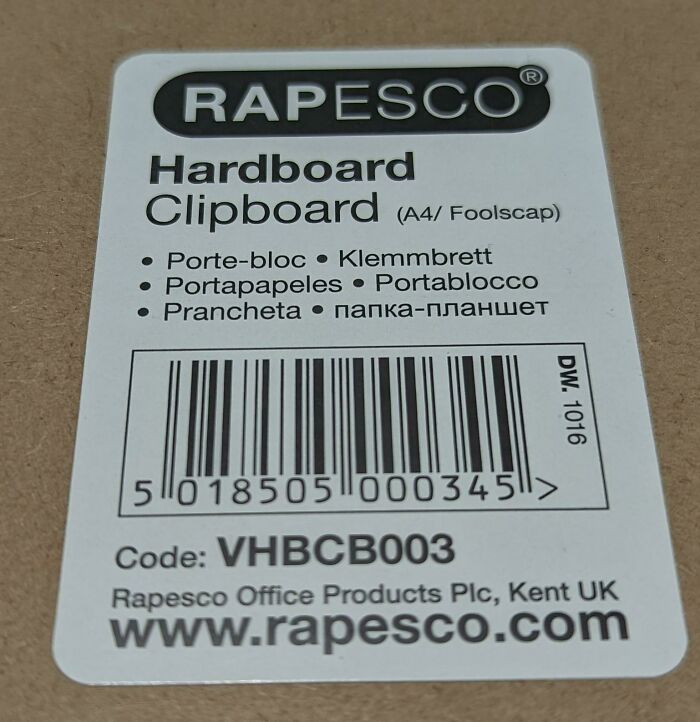 RAPESCO®
Hardboard
Clipboard (A4/ Foolscap)
• Porte-bloc • Klemmbrett
• Portapapeles • Portablocco
• Prancheta • папка-планшет
DW. 1016
5 018505 000345 >
Code: VHBCB003
Rapesco Office Products Plc, Kent UK
www.rapesco.com